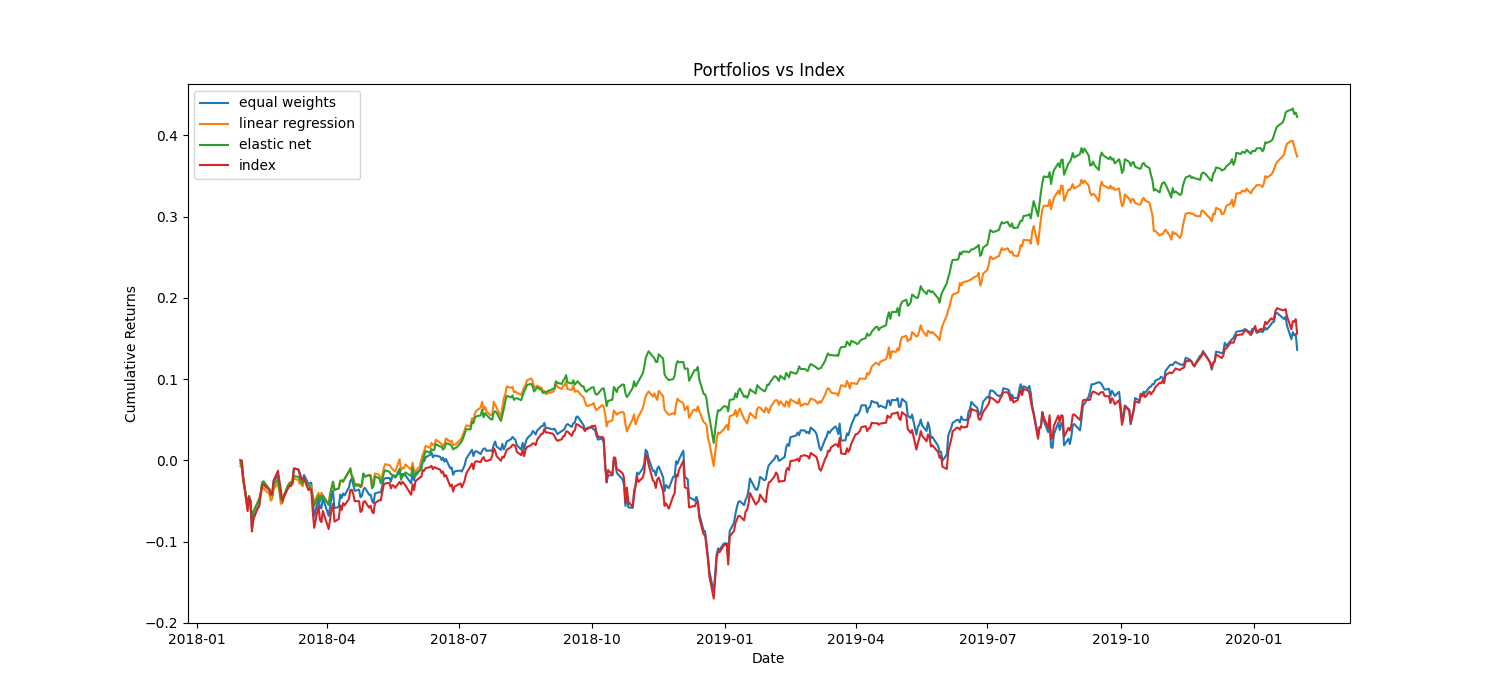 Portfolios vs Index
equal weights
linear regression
elastic net
index
Cumulative Returns
0.4
0.3
0.2
0.1
0.0
−0.1
−0.2
2018-01 2018-04 2018-07 2018-10 2019-01 2019-04 2019-07 2019-10 2020-01
Date